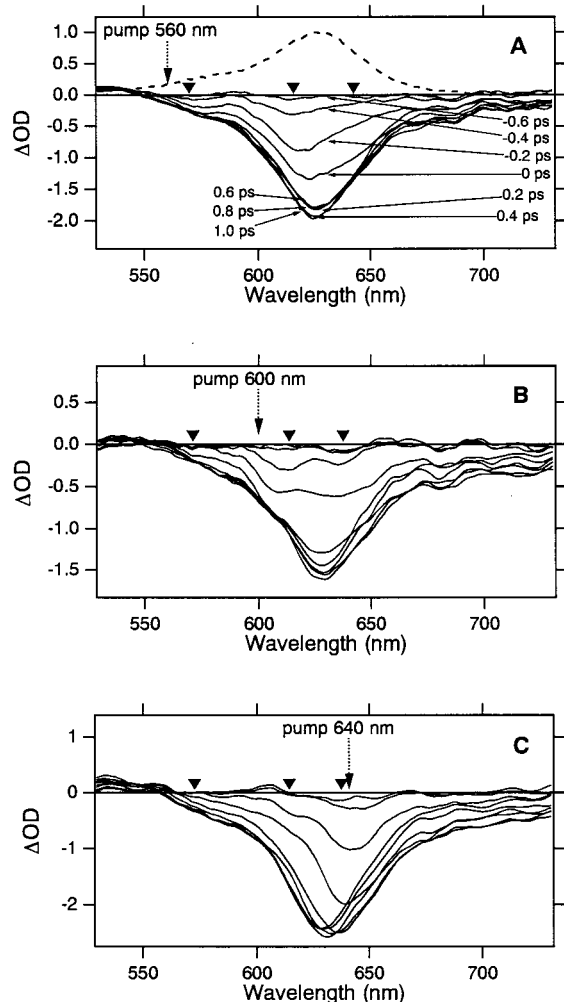 pump 560 nm
A
1.0
0.5
0.0
-0.5
-1.0
-1.5
-2.0
ΔOD
-0.6 ps
-0.4 ps
-0.2 ps
0 ps
0.6 ps
0.8 ps
1.0 ps
0.2 ps
0.4 ps
550 600 650 700
Wavelength (nm)
pump 600 nm
B
0.5
0.0
-0.5
-1.0
-1.5
ΔOD
550 600 650 700
Wavelength (nm)
pump 640 nm
C
1
0
-1
-2
ΔOD
550 600 650 700
Wavelength (nm)